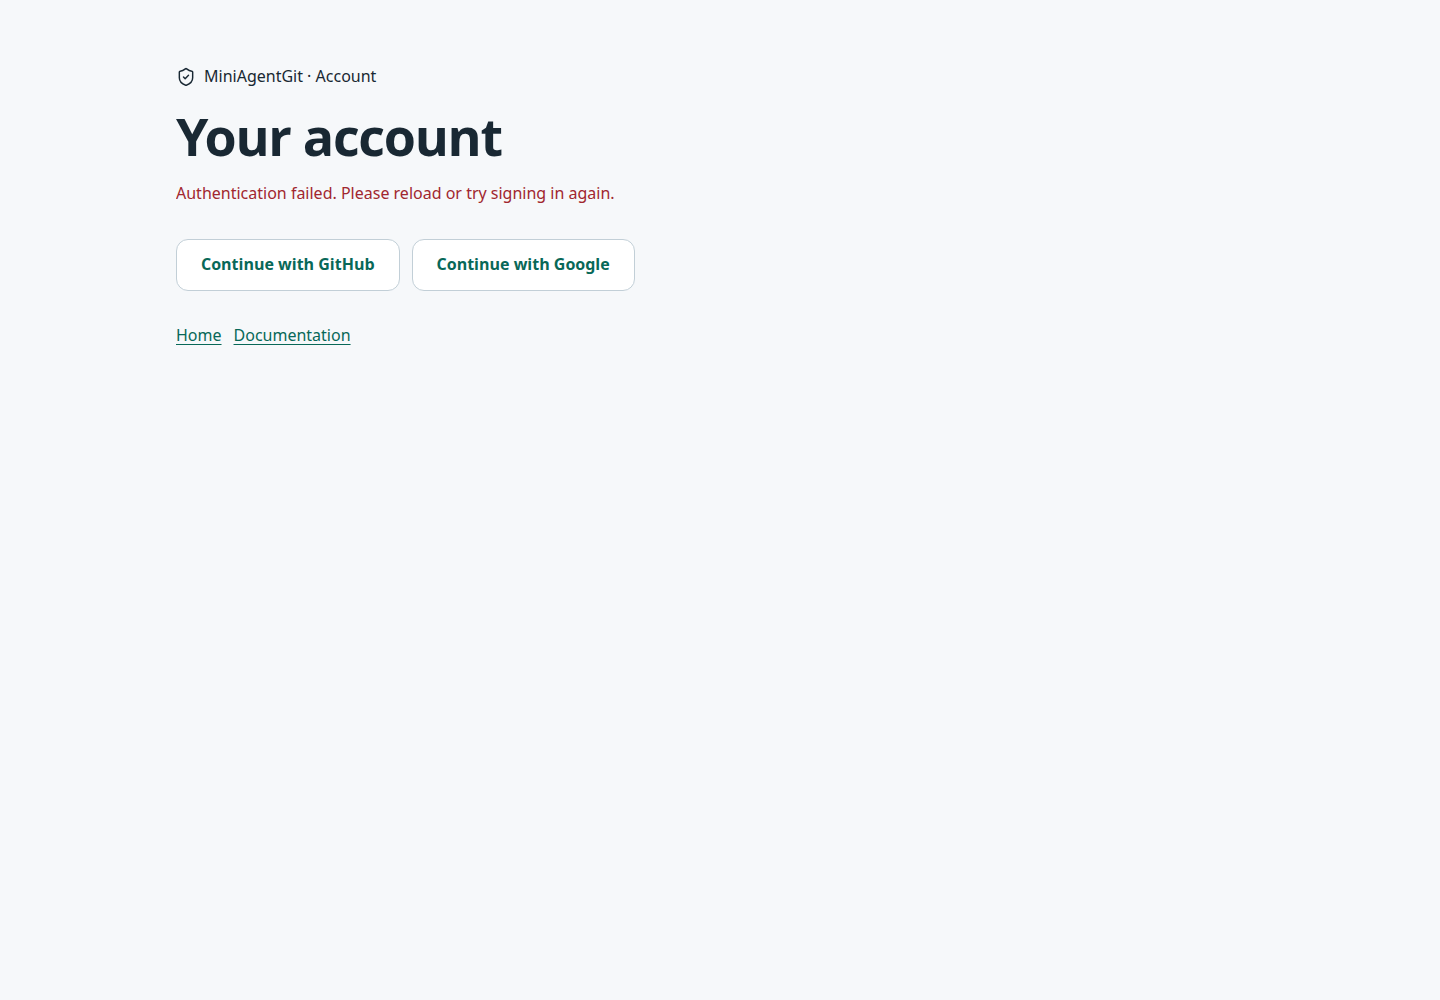 MiniAgentGit · Account
Your account
Authentication failed. Please reload or try signing in again.
Continue with GitHub Continue with Google
Home Documentation